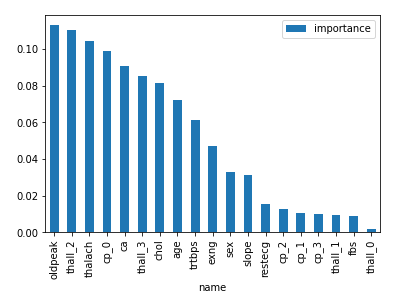 importance
0.10
0.08
0.06
0.04
0.02
0.00
oldpeak
thall_2
thalach
cp_0
ca
thall_3
chol
age
trtbps
exng
sex
slope
restecg
cp_2
cp_1
cp_3
thall_1
fbs
thall_0
name